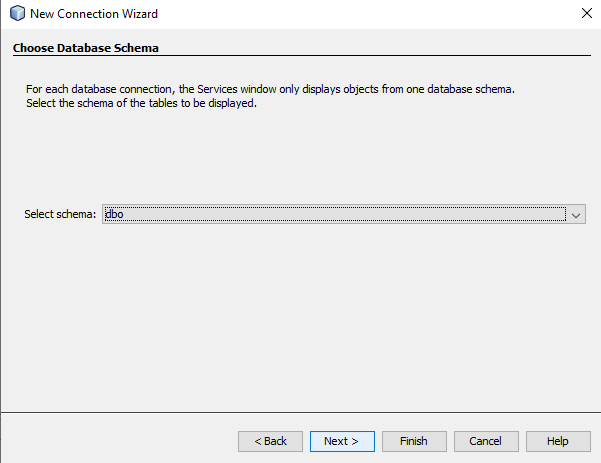 New Connection Wizard
Choose Database Schema
For each database connection, the Services window only displays objects from one database schema.
Select the schema of the tables to be displayed.
Select schema: dbo
< Back Next > Finish Cancel Help